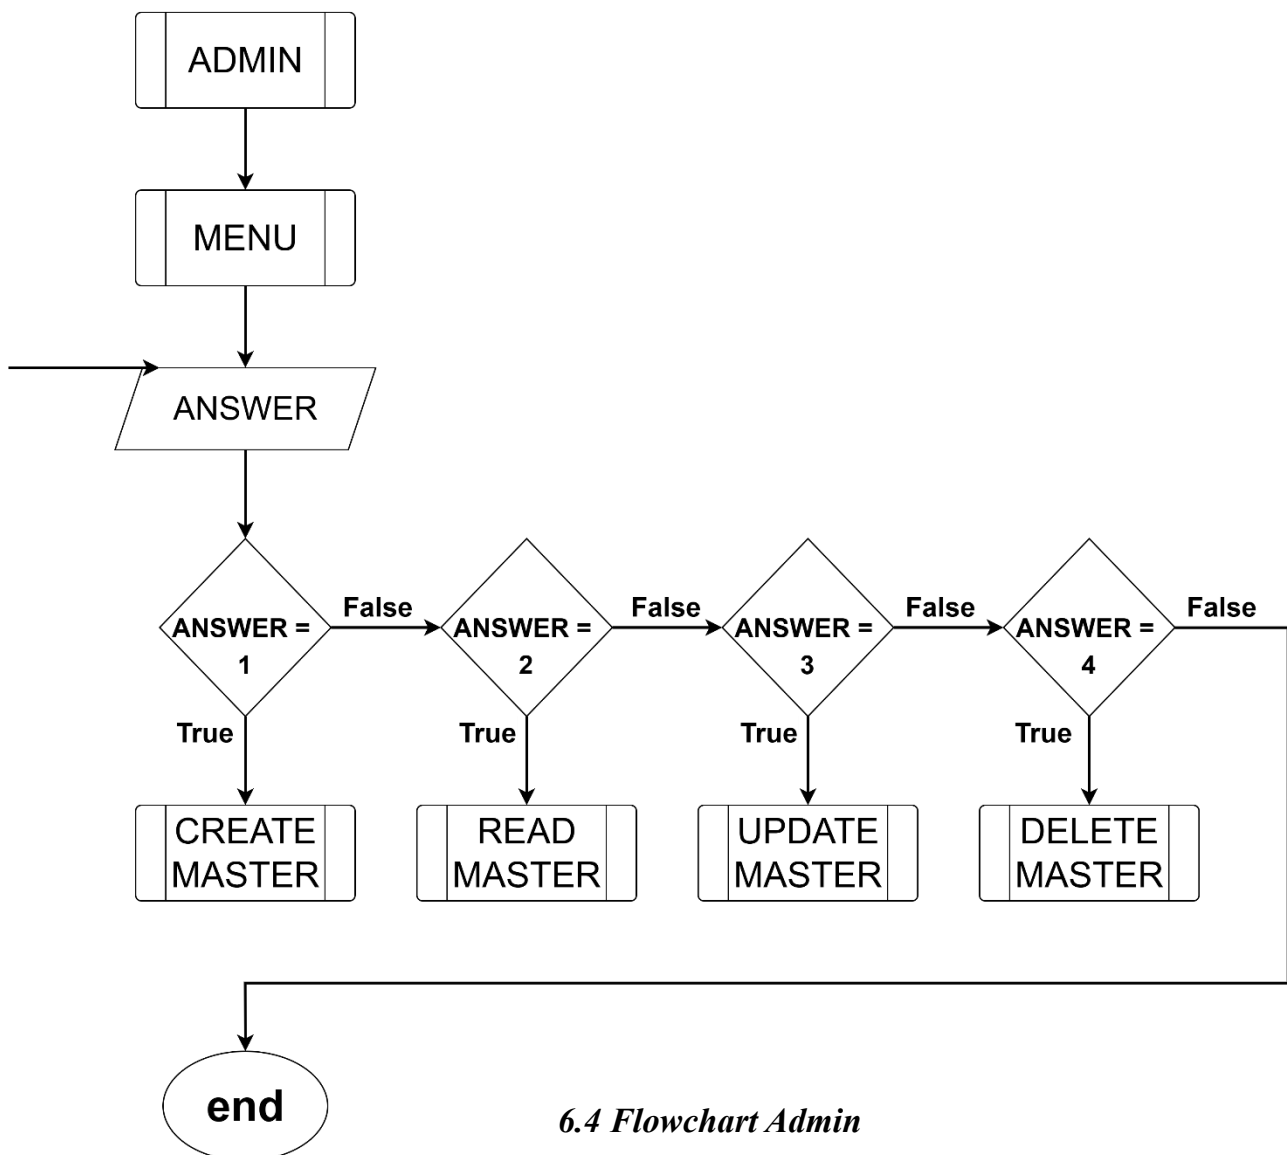 ADMIN
MENU
ANSWER
ANSWER =
1
False
ANSWER =
2
False
ANSWER =
3
False
ANSWER =
4
False
True
True
True
True
CREATE
MASTER
READ
MASTER
UPDATE
MASTER
DELETE
MASTER
end
6.4 Flowchart Admin